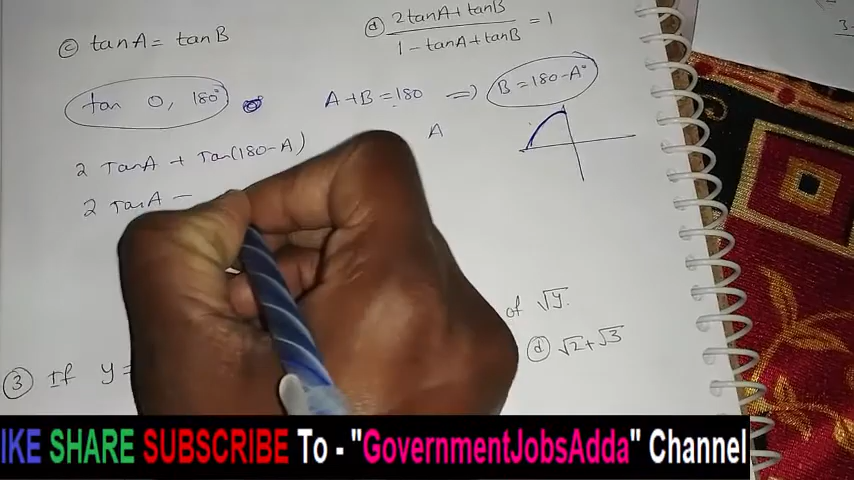 ⓒ tanA = tanB
ⓓ 2tanA + tanB / 1 - tanA + tanB = 1
tan 0, 180°
A + B = 180 => B = 180 - A°
A
2 TanA + Tan(180 - A)
2 TanA -
of √y.
③ If y =
ⓓ √2 + √3
IKE SHARE SUBSCRIBE To - "GovernmentJobsAdda" Channel